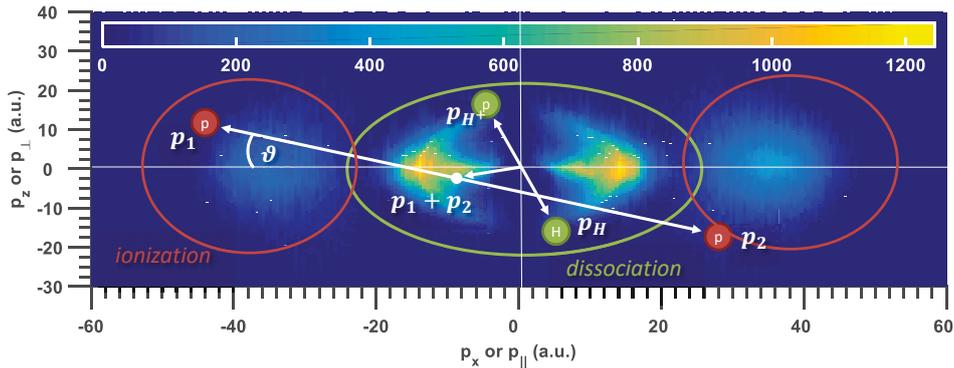 40
30
20
10
0
-10
-20
-30
p_z or p_⊥ (a.u.)
0 200 400 600 800 1000 1200
p
p_H+
p
p_1
ϑ
p_1 + p_2
H
p_H
p
p_2
ionization
dissociation
-60 -40 -20 0 20 40 60
p_x or p_|| (a.u.)